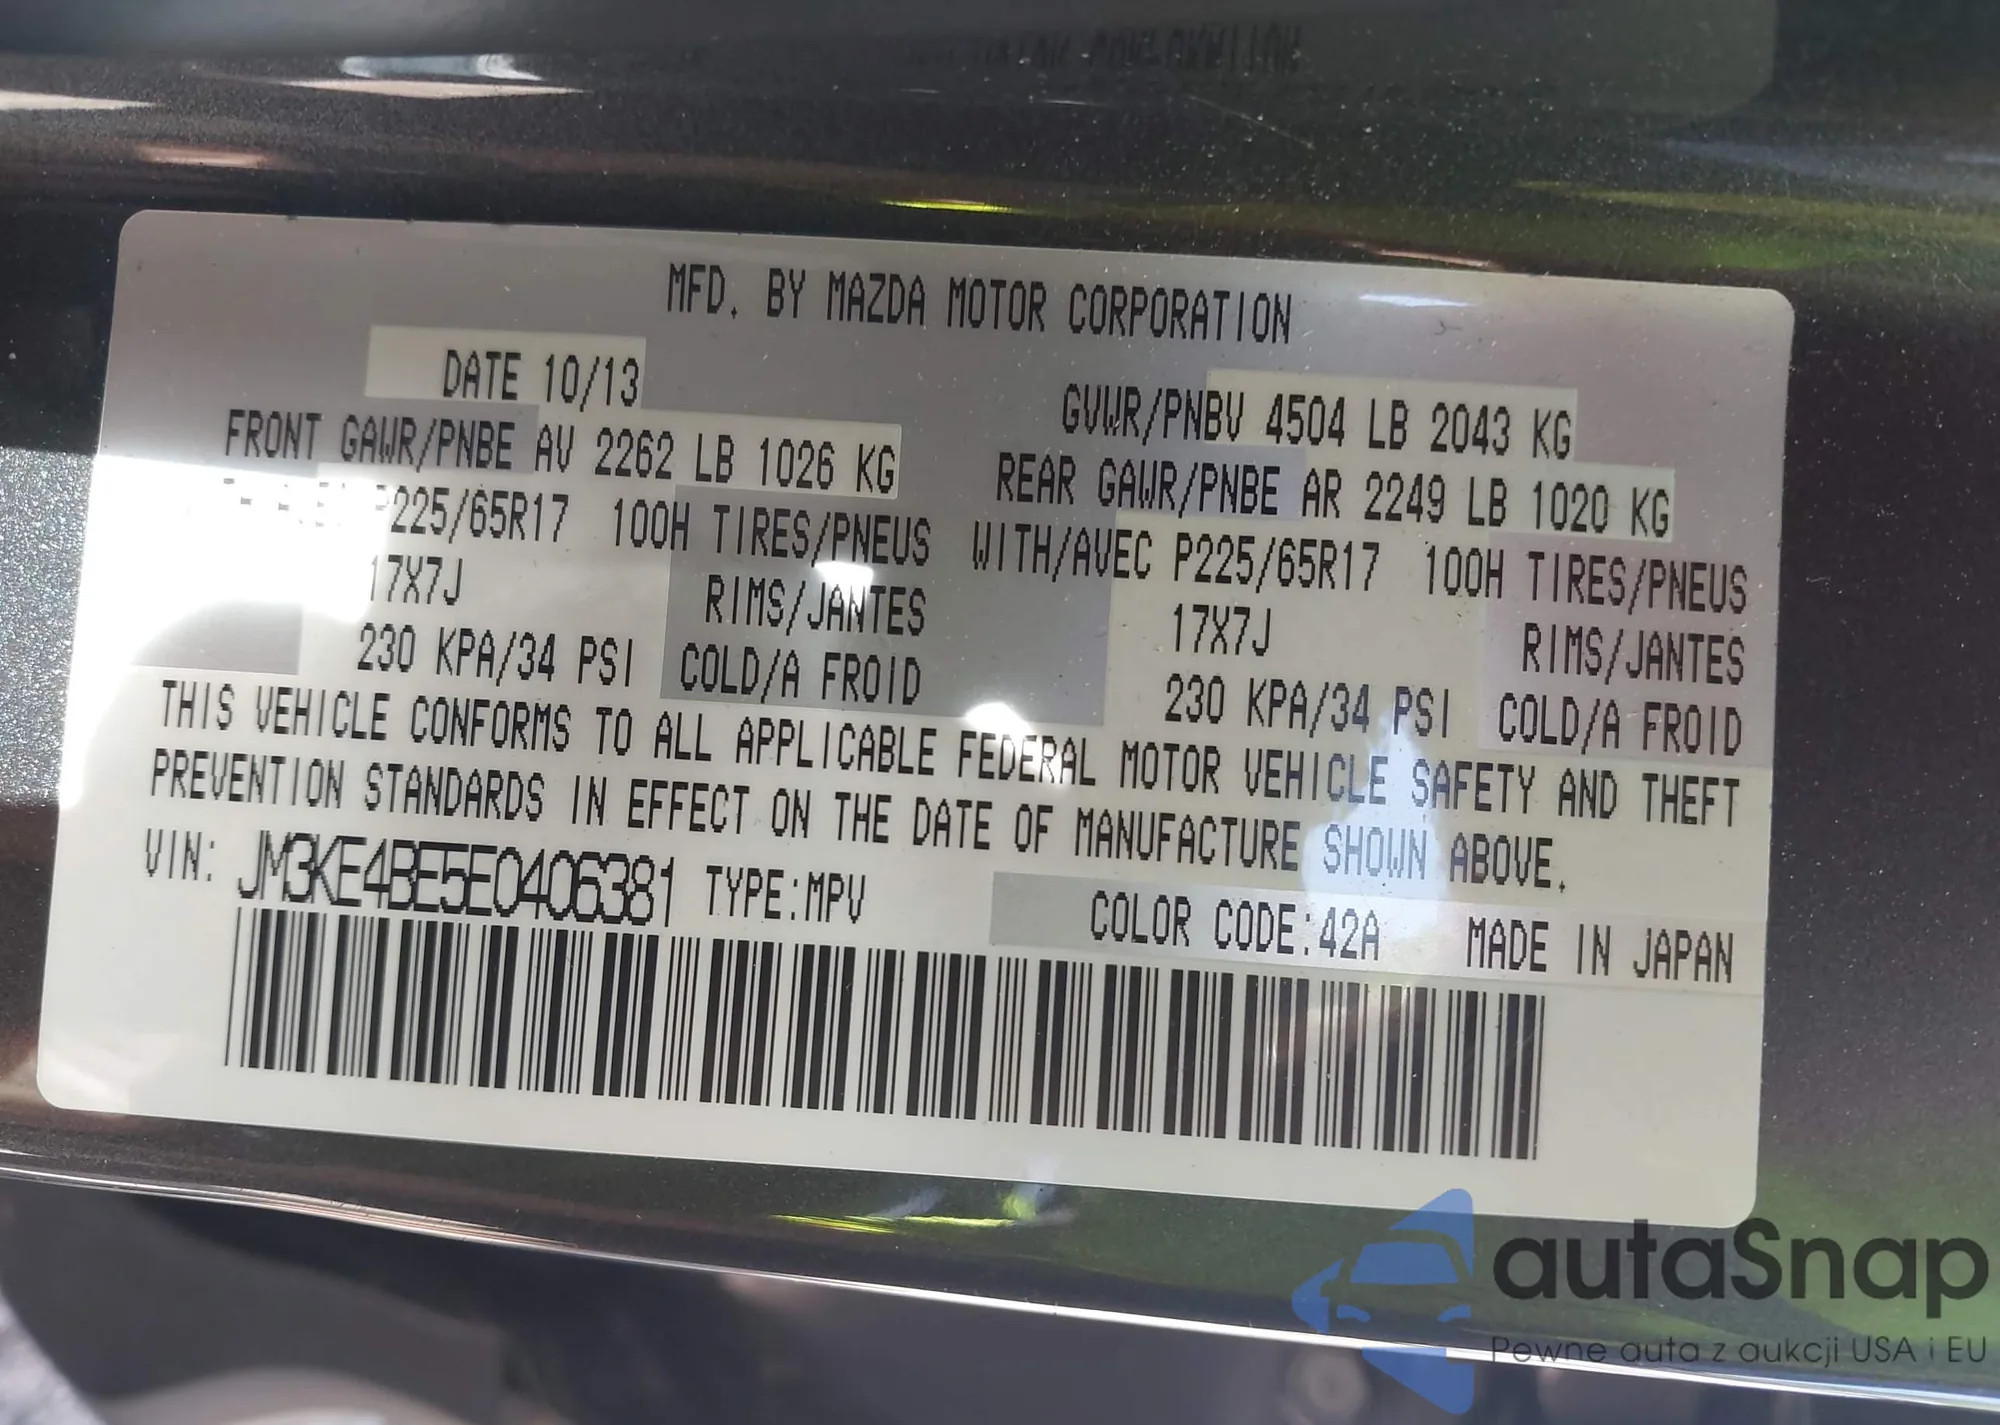 MFD. BY MAZDA MOTOR CORPORATION
DATE 10/13
GVWR/PNBV 4504 LB 2043 KG
FRONT GAWR/PNBE AV 2262 LB 1026 KG
REAR GAWR/PNBE AR 2249 LB 1020 KG
P225/65R17 100H TIRES/PNEUS
WITH/AVEC P225/65R17 100H TIRES/PNEUS
17X7J RIMS/JANTES
17X7J RIMS/JANTES
230 KPA/34 PSI COLD/A FROID
230 KPA/34 PSI COLD/A FROID
THIS VEHICLE CONFORMS TO ALL APPLICABLE FEDERAL MOTOR VEHICLE SAFETY AND THEFT
PREVENTION STANDARDS IN EFFECT ON THE DATE OF MANUFACTURE SHOWN ABOVE.
VIN: JM3KE4BE5E0406381 TYPE:MPV
COLOR CODE:42A MADE IN JAPAN
autaSnap
Pewne auta z aukcji USA i EU